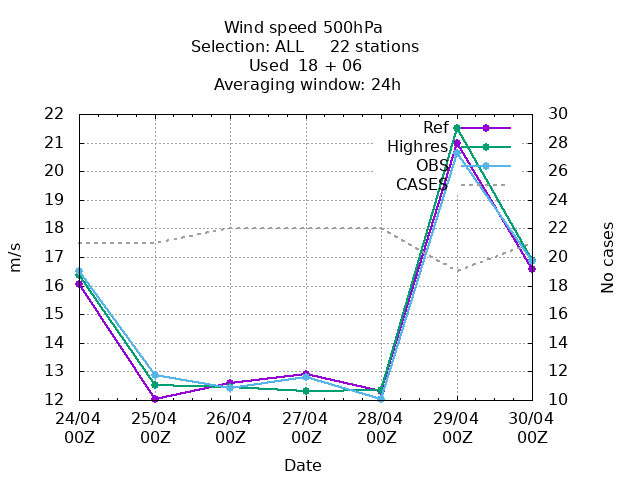 Wind speed 500hPa
Selection: ALL 22 stations
Used 18 + 06
Averaging window: 24h
22 30
21 28
20 26
19 24
18 22
17 20
16 18
15 16
14 14
13 12
12 10
Ref
Highres
OBS
CASES
m/s
No cases
24/04 25/04 26/04 27/04 28/04 29/04 30/04
00Z 00Z 00Z 00Z 00Z 00Z 00Z
Date